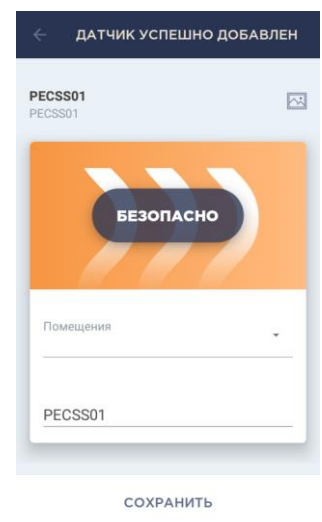 ДАТЧИК УСПЕШНО ДОБАВЛЕН
PECSS01
PECSS01
БЕЗОПАСНО
Помещения
PECSS01
СОХРАНИТЬ